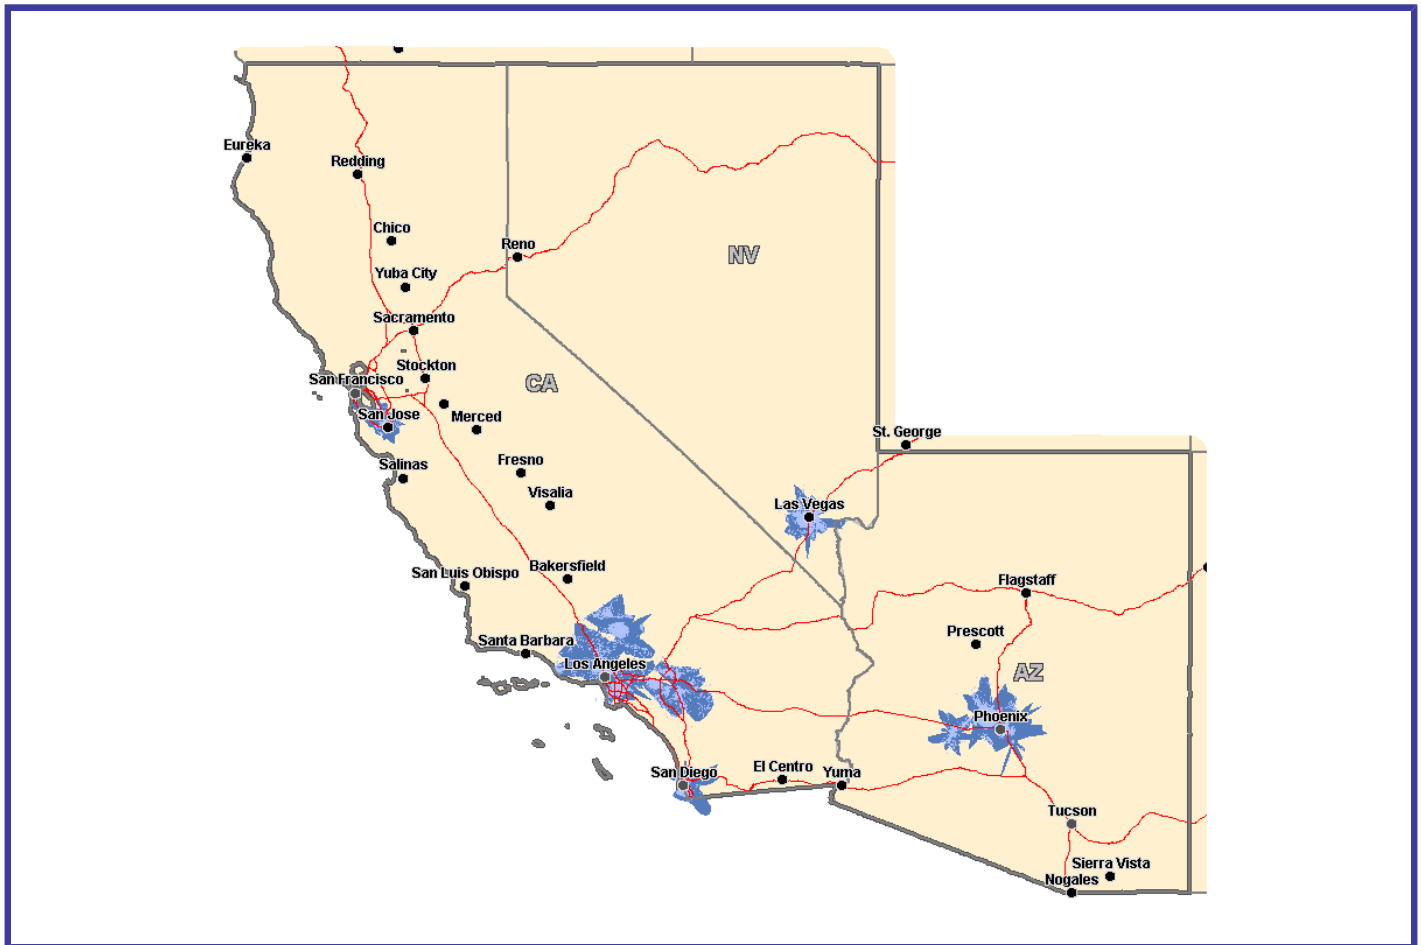 Eureka
Redding
Chico
Reno
NV
Yuba City
Sacramento
Stockton
San Francisco
CA
San Jose
Merced
St. George
Salinas
Fresno
Visalia
Las Vegas
Bakersfield
San Luis Obispo
Flagstaff
Prescott
Santa Barbara
Los Angeles
AZ
Phoenix
San Diego
El Centro
Yuma
Tucson
Sierra Vista
Nogales